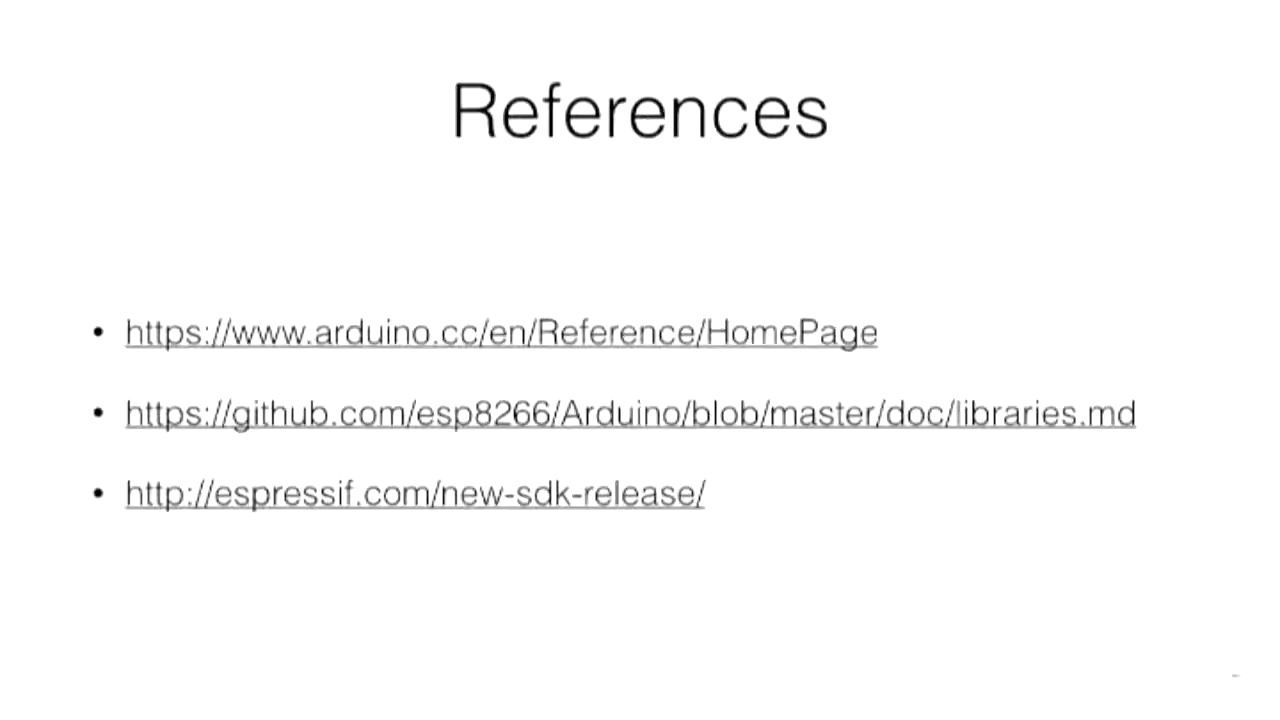 References
• https://www.arduino.cc/en/Reference/HomePage
• https://github.com/esp8266/Arduino/blob/master/doc/libraries.md
• http://espressif.com/new-sdk-release/